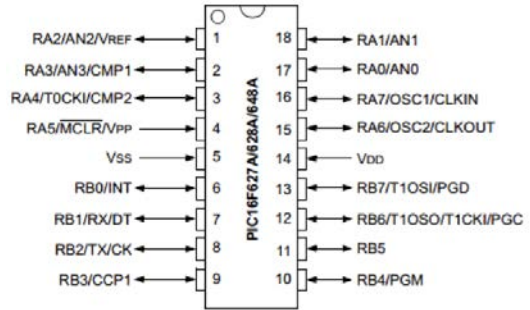 RA2/AN2/VREF 1 18 RA1/AN1
RA3/AN3/CMP1 2 17 RA0/AN0
RA4/T0CKI/CMP2 3 16 RA7/OSC1/CLKIN
RA5/MCLR/VPP 4 15 RA6/OSC2/CLKOUT
VSS 5 14 VDD
RB0/INT 6 13 RB7/T1OSI/PGD
RB1/RX/DT 7 12 RB6/T1OSO/T1CKI/PGC
RB2/TX/CK 8 11 RB5
RB3/CCP1 9 10 RB4/PGM
PIC16F627A/628A/648A